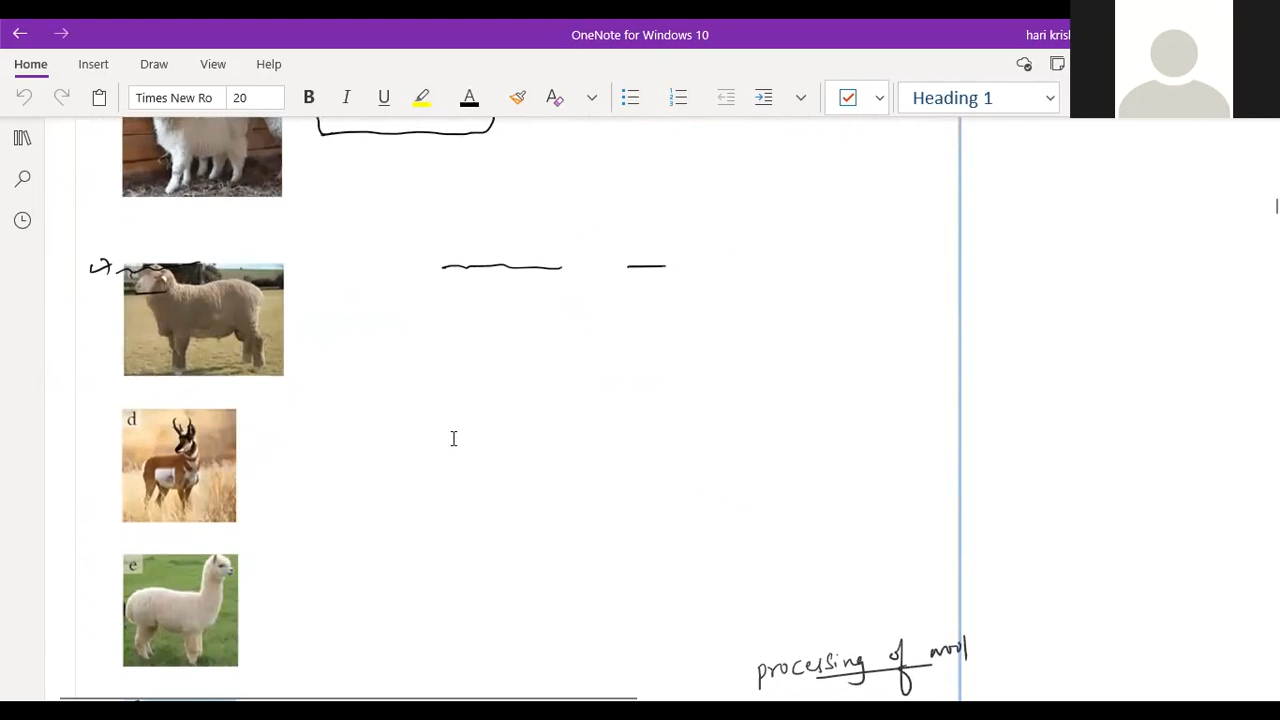 OneNote for Windows 10
hari krish
Home Insert Draw View Help
Times New Ro 20 B I U A A Heading 1
d
e
processing of wool